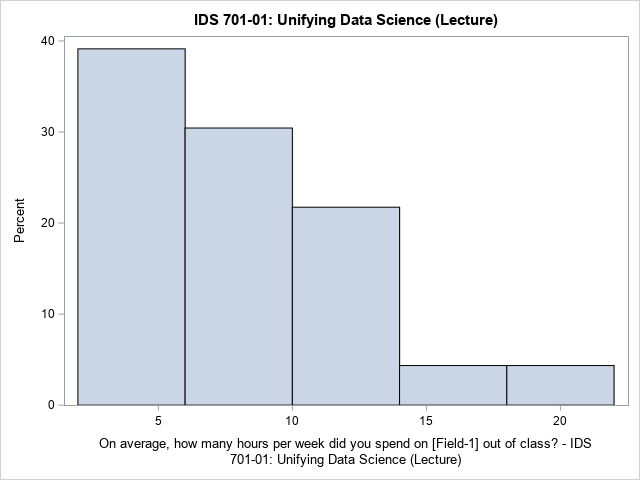 IDS 701-01: Unifying Data Science (Lecture)
40
30
20
10
0
Percent
5 10 15 20
On average, how many hours per week did you spend on [Field-1] out of class? - IDS
701-01: Unifying Data Science (Lecture)